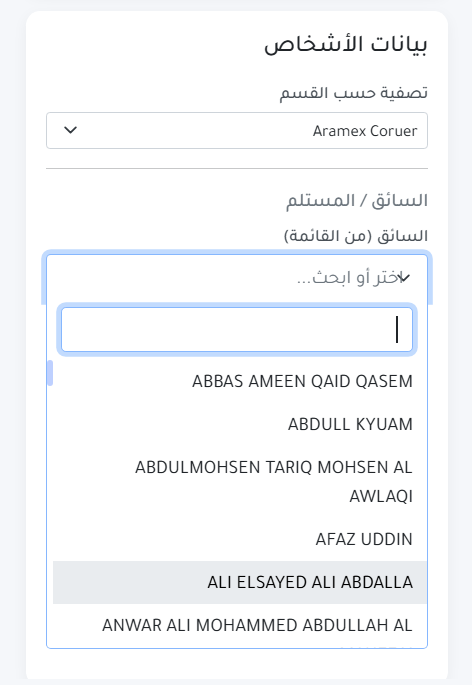 بيانات الأشخاص
تصفية حسب القسم
Aramex Coruer
السائق / المستلم
السائق (من القائمة)
اختر أو ابحث...
ABBAS AMEEN QAID QASEM
ABDULL KYUAM
ABDULMOHSEN TARIQ MOHSEN AL
AWLAQI
AFAZ UDDIN
ALI ELSAYED ALI ABDALLA
ANWAR ALI MOHAMMED ABDULLAH AL